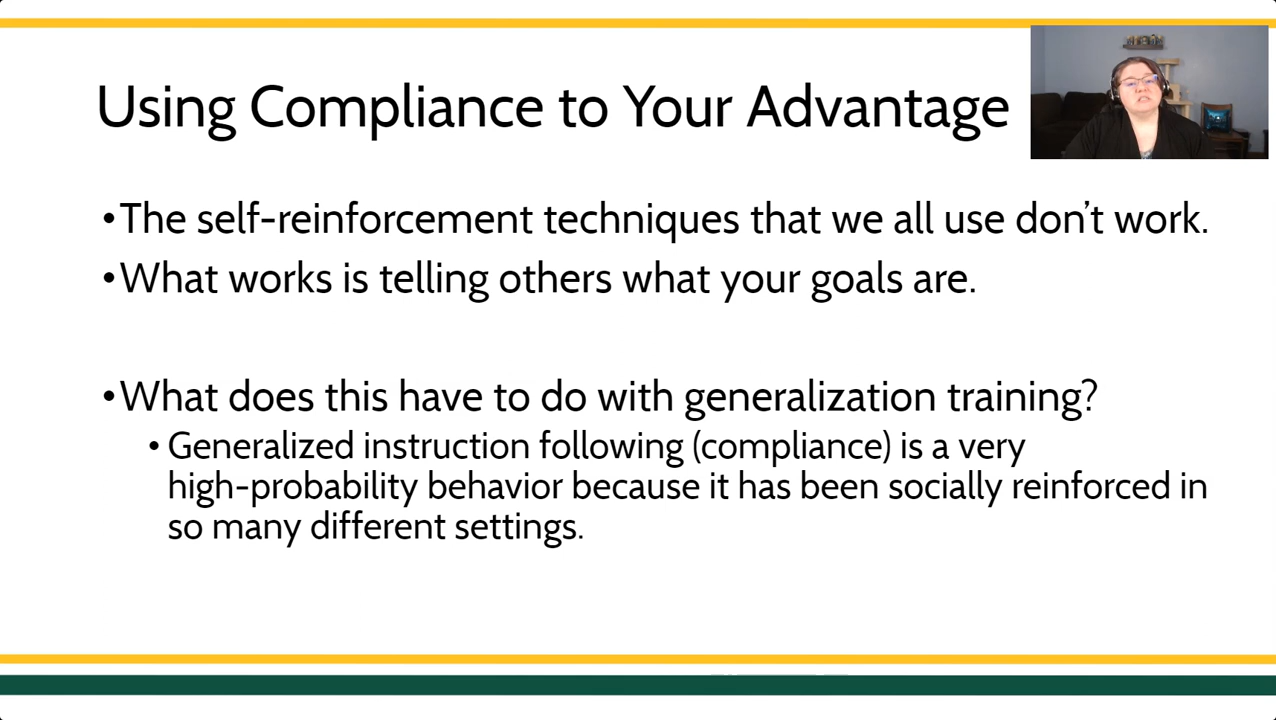 Using Compliance to Your Advantage
•The self-reinforcement techniques that we all use don’t work.
•What works is telling others what your goals are.
•What does this have to do with generalization training?
• Generalized instruction following (compliance) is a very
high-probability behavior because it has been socially reinforced in
so many different settings.